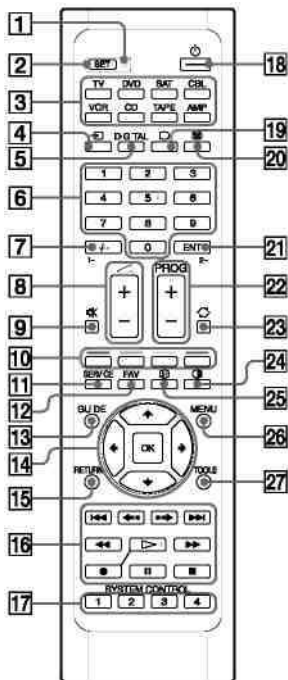 1
2 SET 18
TV DVD SAT CBL
3
VCR CD TAPE AMP
4 19
5 DIGITAL 20
1 2 3
6 4 5 6
7 8 9
7 -/-- 0 ENT 21
1- 2-
8 + PROG + 22
- -
9 23
10 24
11 SERVICE FAV
12 25
13 GUIDE MENU 26
14 OK
15 RETURN TOOLS 27
16
SYSTEM CONTROL
17 1 2 3 4